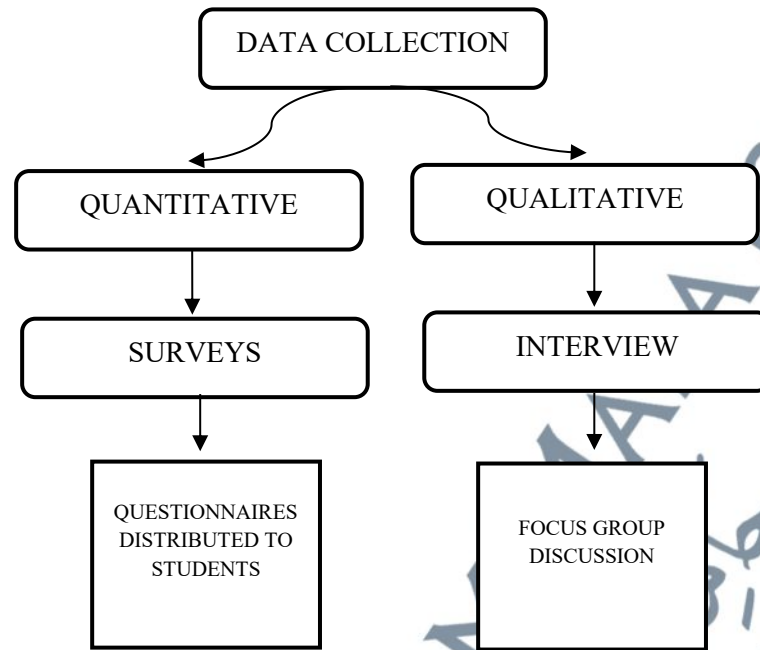 DATA COLLECTION
QUANTITATIVE
QUALITATIVE
SURVEYS
INTERVIEW
QUESTIONNAIRES
DISTRIBUTED TO
STUDENTS
FOCUS GROUP
DISCUSSION